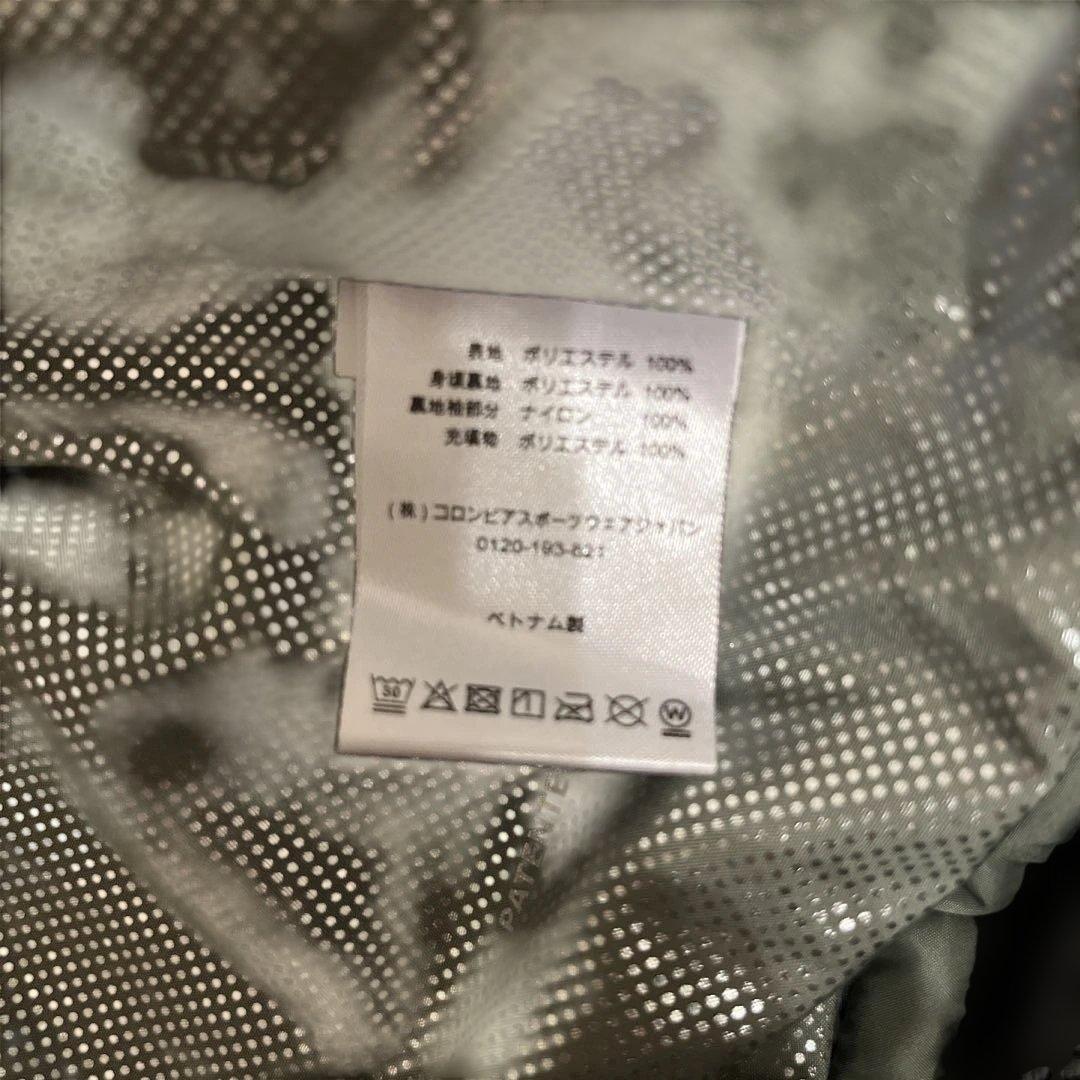 表地 ポリエステル 100%
身頃裏地 ポリエステル 100%
裏地袖部分 ナイロン 100%
充填物 ポリエステル 100%
(株)コロンビアスポーツウェアジャパン
0120-193-821
ベトナム製
30
W
PATENTE